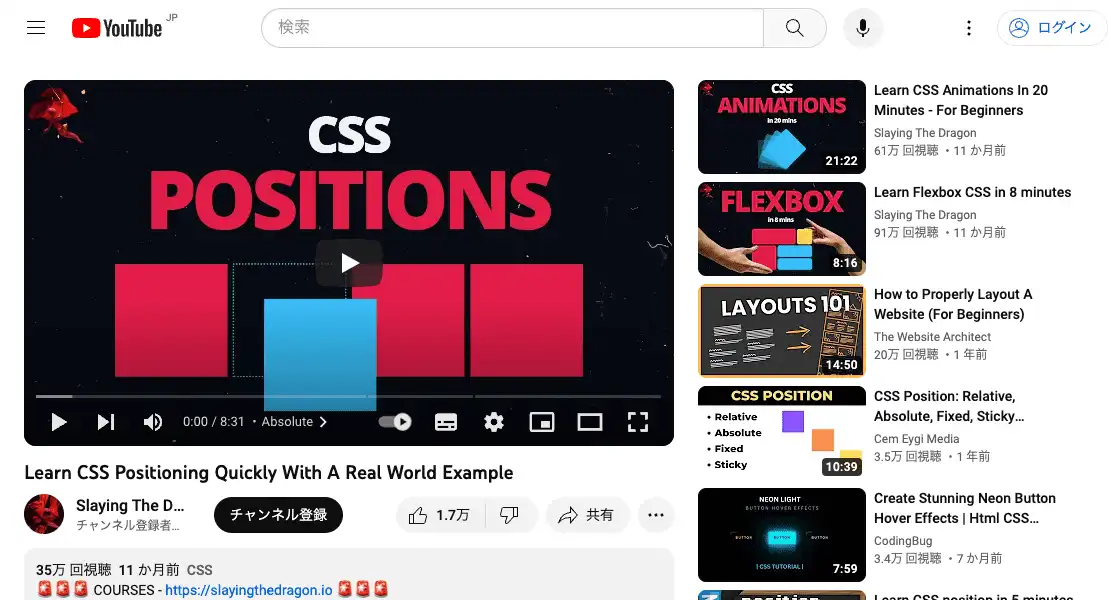 YouTube JP
検索
ログイン
CSS
POSITIONS
0:00 / 8:31 • Absolute
Learn CSS Positioning Quickly With A Real World Example
Slaying The D...
チャンネル登録者...
チャンネル登録
1.7万
共有
35万 回視聴 11 か月前 CSS
🚨🚨🚨 COURSES - https://slayingthedragon.io 🚨🚨🚨
CSS
ANIMATIONS
In 20 mins
21:22
Learn CSS Animations In 20
Minutes - For Beginners
Slaying The Dragon
61万 回視聴 • 11 か月前
FLEXBOX
in 8 mins
8:16
Learn Flexbox CSS in 8 minutes
Slaying The Dragon
91万 回視聴 • 11 か月前
LAYOUTS 101
14:50
How to Properly Layout A
Website (For Beginners)
The Website Architect
20万 回視聴 • 1 年前
CSS POSITION
• Relative
• Absolute
• Fixed
• Sticky
10:39
CSS Position: Relative,
Absolute, Fixed, Sticky...
Cem Eygi Media
3.5万 回視聴 • 1 年前
NEON LIGHT
BUTTON HOVER EFFECTS
BUTTON BUTTON BUTTON
[ CSS TUTORIAL ]
7:59
Create Stunning Neon Button
Hover Effects | Html CSS...
CodingBug
3.4万 回視聴 • 7 か月前
position
Learn CSS position in 5 minutes